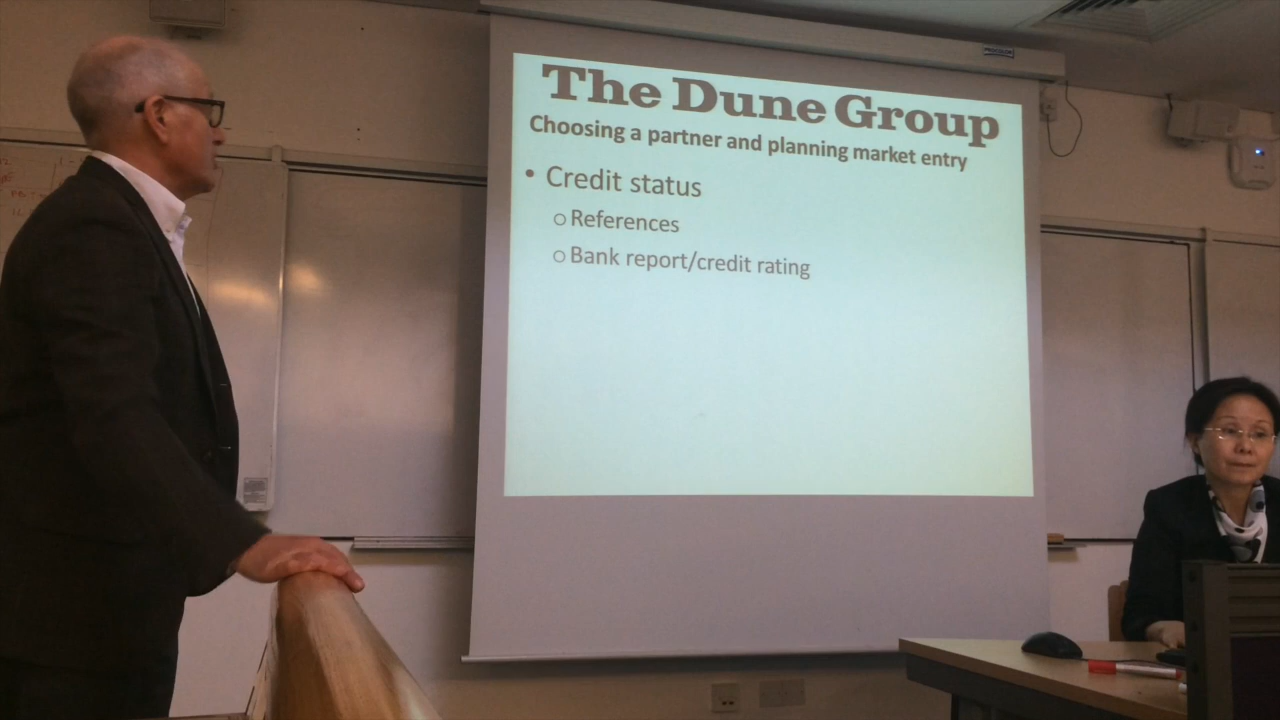 The Dune Group
Choosing a partner and planning market entry
• Credit status
○ References
○ Bank report/credit rating